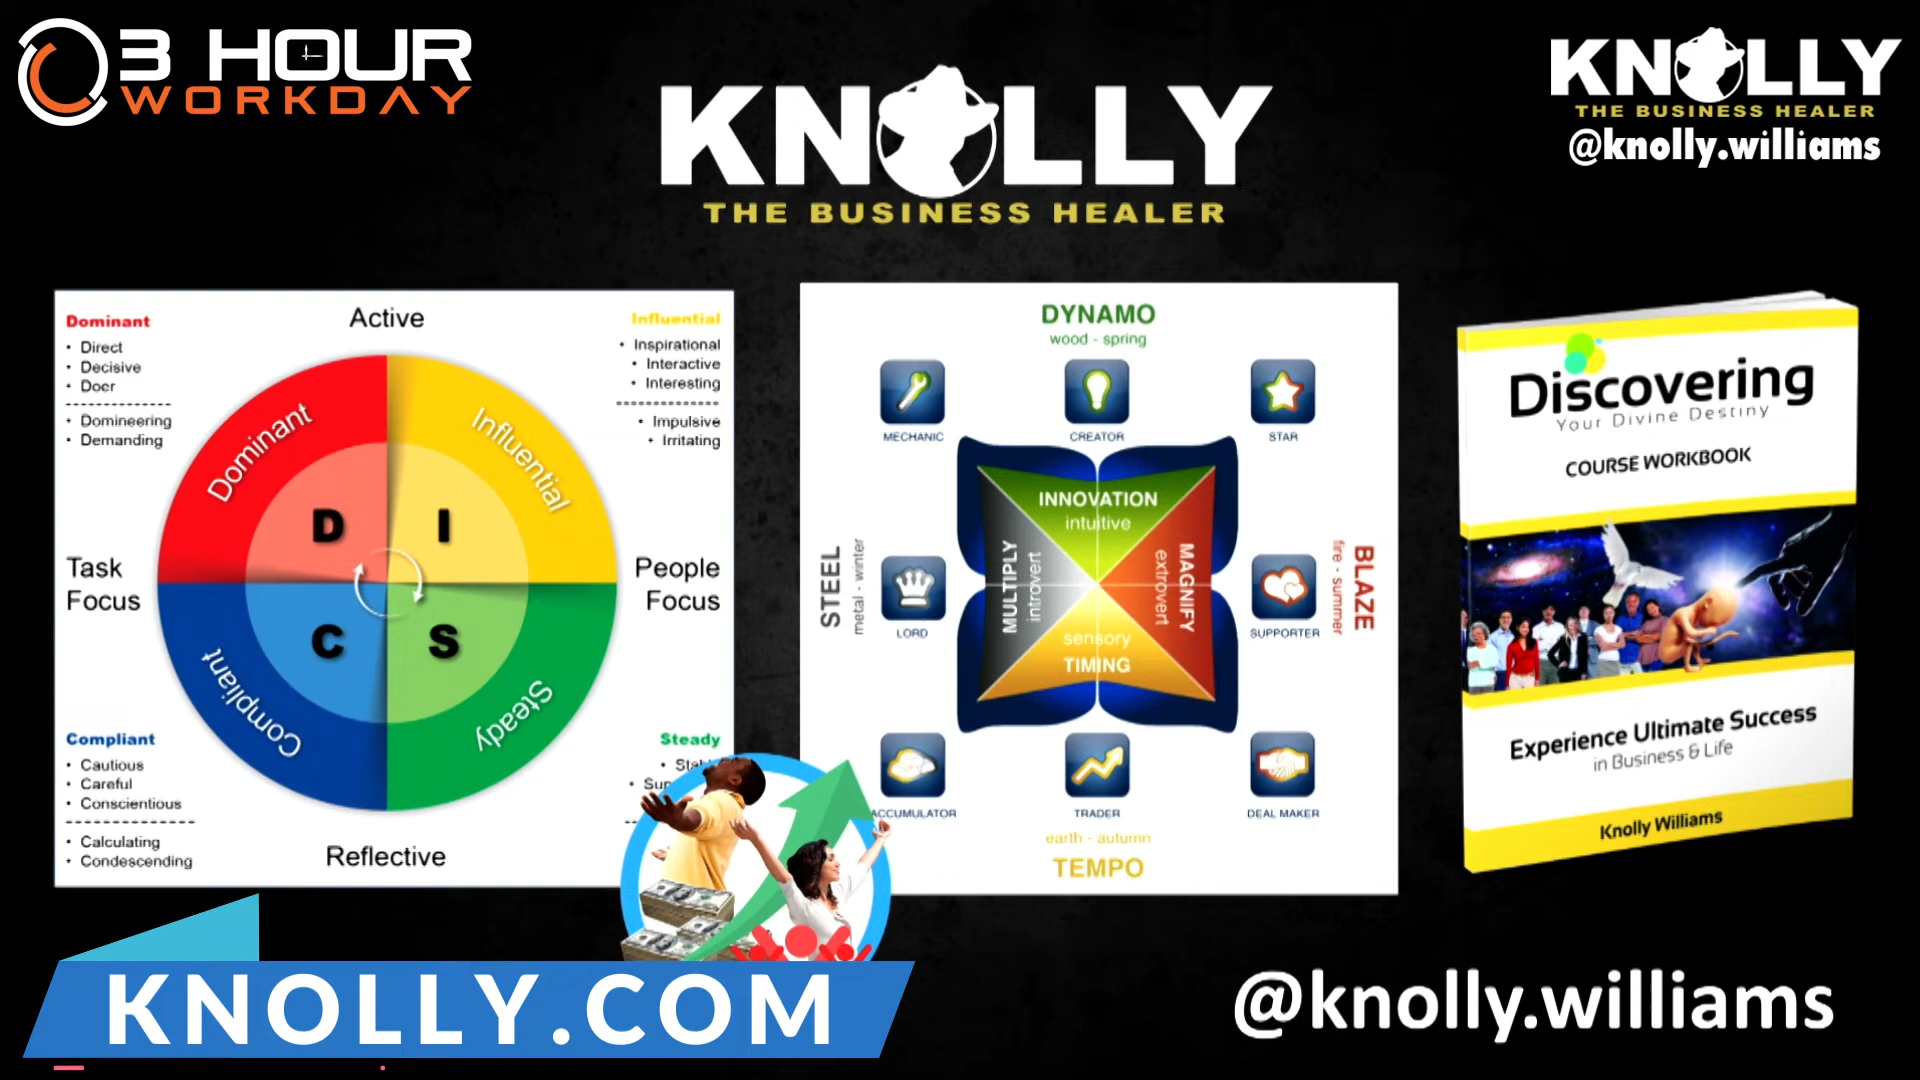 3 HOUR
WORKDAY
KNOLLY
THE BUSINESS HEALER
KNOLLY
THE BUSINESS HEALER
@knolly.williams
Dominant
• Direct
• Decisive
• Doer
• Domineering
• Demanding
Active
Influential
• Inspirational
• Interactive
• Interesting
• Impulsive
• Irritating
Dominant
Influential
D
I
Task
Focus
People
Focus
C
S
Compliant
Steady
Compliant
• Cautious
• Careful
• Conscientious
• Calculating
• Condescending
Reflective
Steady
DYNAMO
wood - spring
MECHANIC
CREATOR
STAR
INNOVATION
intuitive
STEEL
metal - winter
LORD
MULTIPLY
introvert
MAGNIFY
extrovert
SUPPORTER
BLAZE
fire - summer
sensory
TIMING
ACCUMULATOR
TRADER
DEAL MAKER
earth - autumn
TEMPO
Discovering
Your Divine Destiny
COURSE WORKBOOK
Experience Ultimate Success
in Business & Life
Knolly Williams
KNOLLY.COM
@knolly.williams